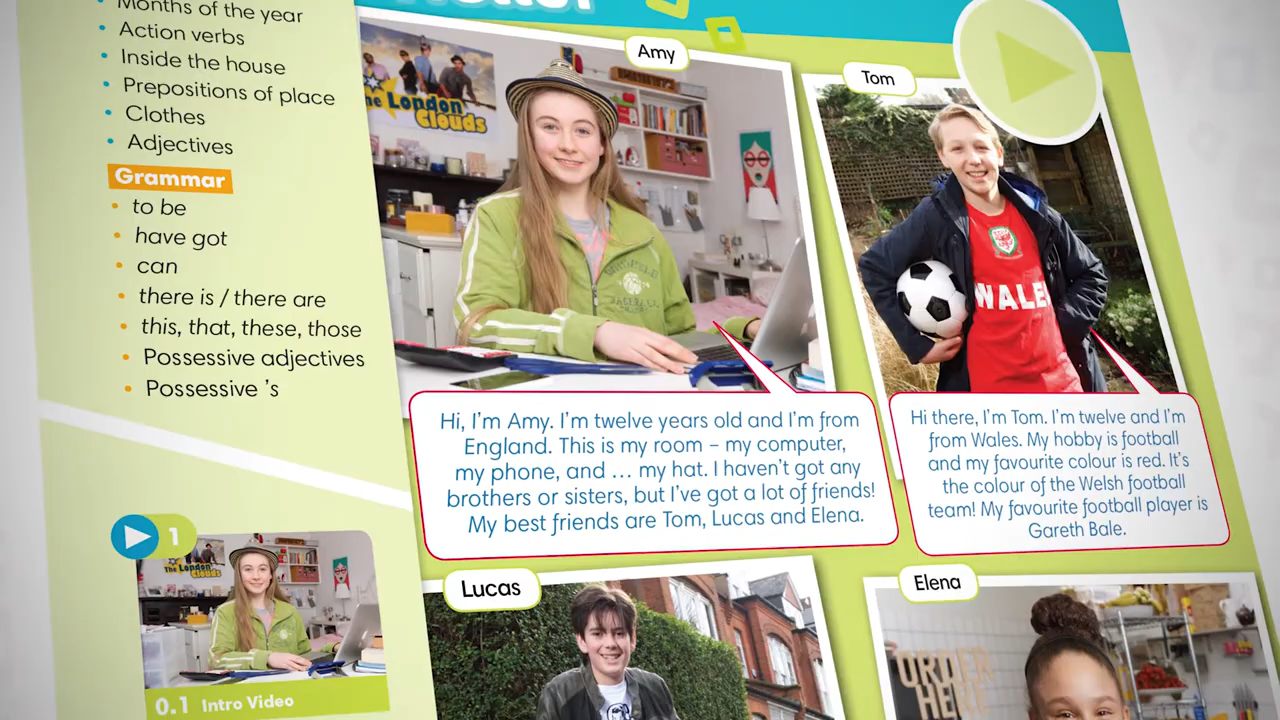 Months of the year
Action verbs
Inside the house
Prepositions of place
Clothes
Adjectives
Grammar
to be
have got
can
there is / there are
this, that, these, those
Possessive adjectives
Possessive 's
1
The London
Clouds
0.1 Intro Video
Amy
The London
Clouds
Hi, I'm Amy. I'm twelve years old and I'm from
England. This is my room – my computer,
my phone, and … my hat. I haven't got any
brothers or sisters, but I've got a lot of friends!
My best friends are Tom, Lucas and Elena.
Tom
WALES
Hi there, I'm Tom. I'm twelve and I'm
from Wales. My hobby is football
and my favourite colour is red. It's
the colour of the Welsh football
team! My favourite football player is
Gareth Bale.
Lucas
Elena
ORDER
HERE